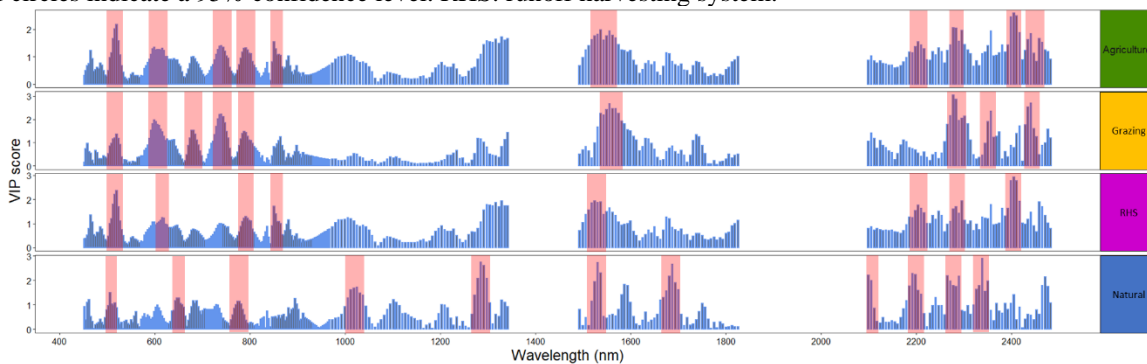 circles indicate a 95% confidence level. RHS: runoff harvesting system.
2
1
0
Agriculture
3
2
1
0
Grazing
VIP score
3
2
1
0
RHS
3
2
1
0
Natural
400 600 800 1000 1200 1400 1600 1800 2000 2200 2400
Wavelength (nm)